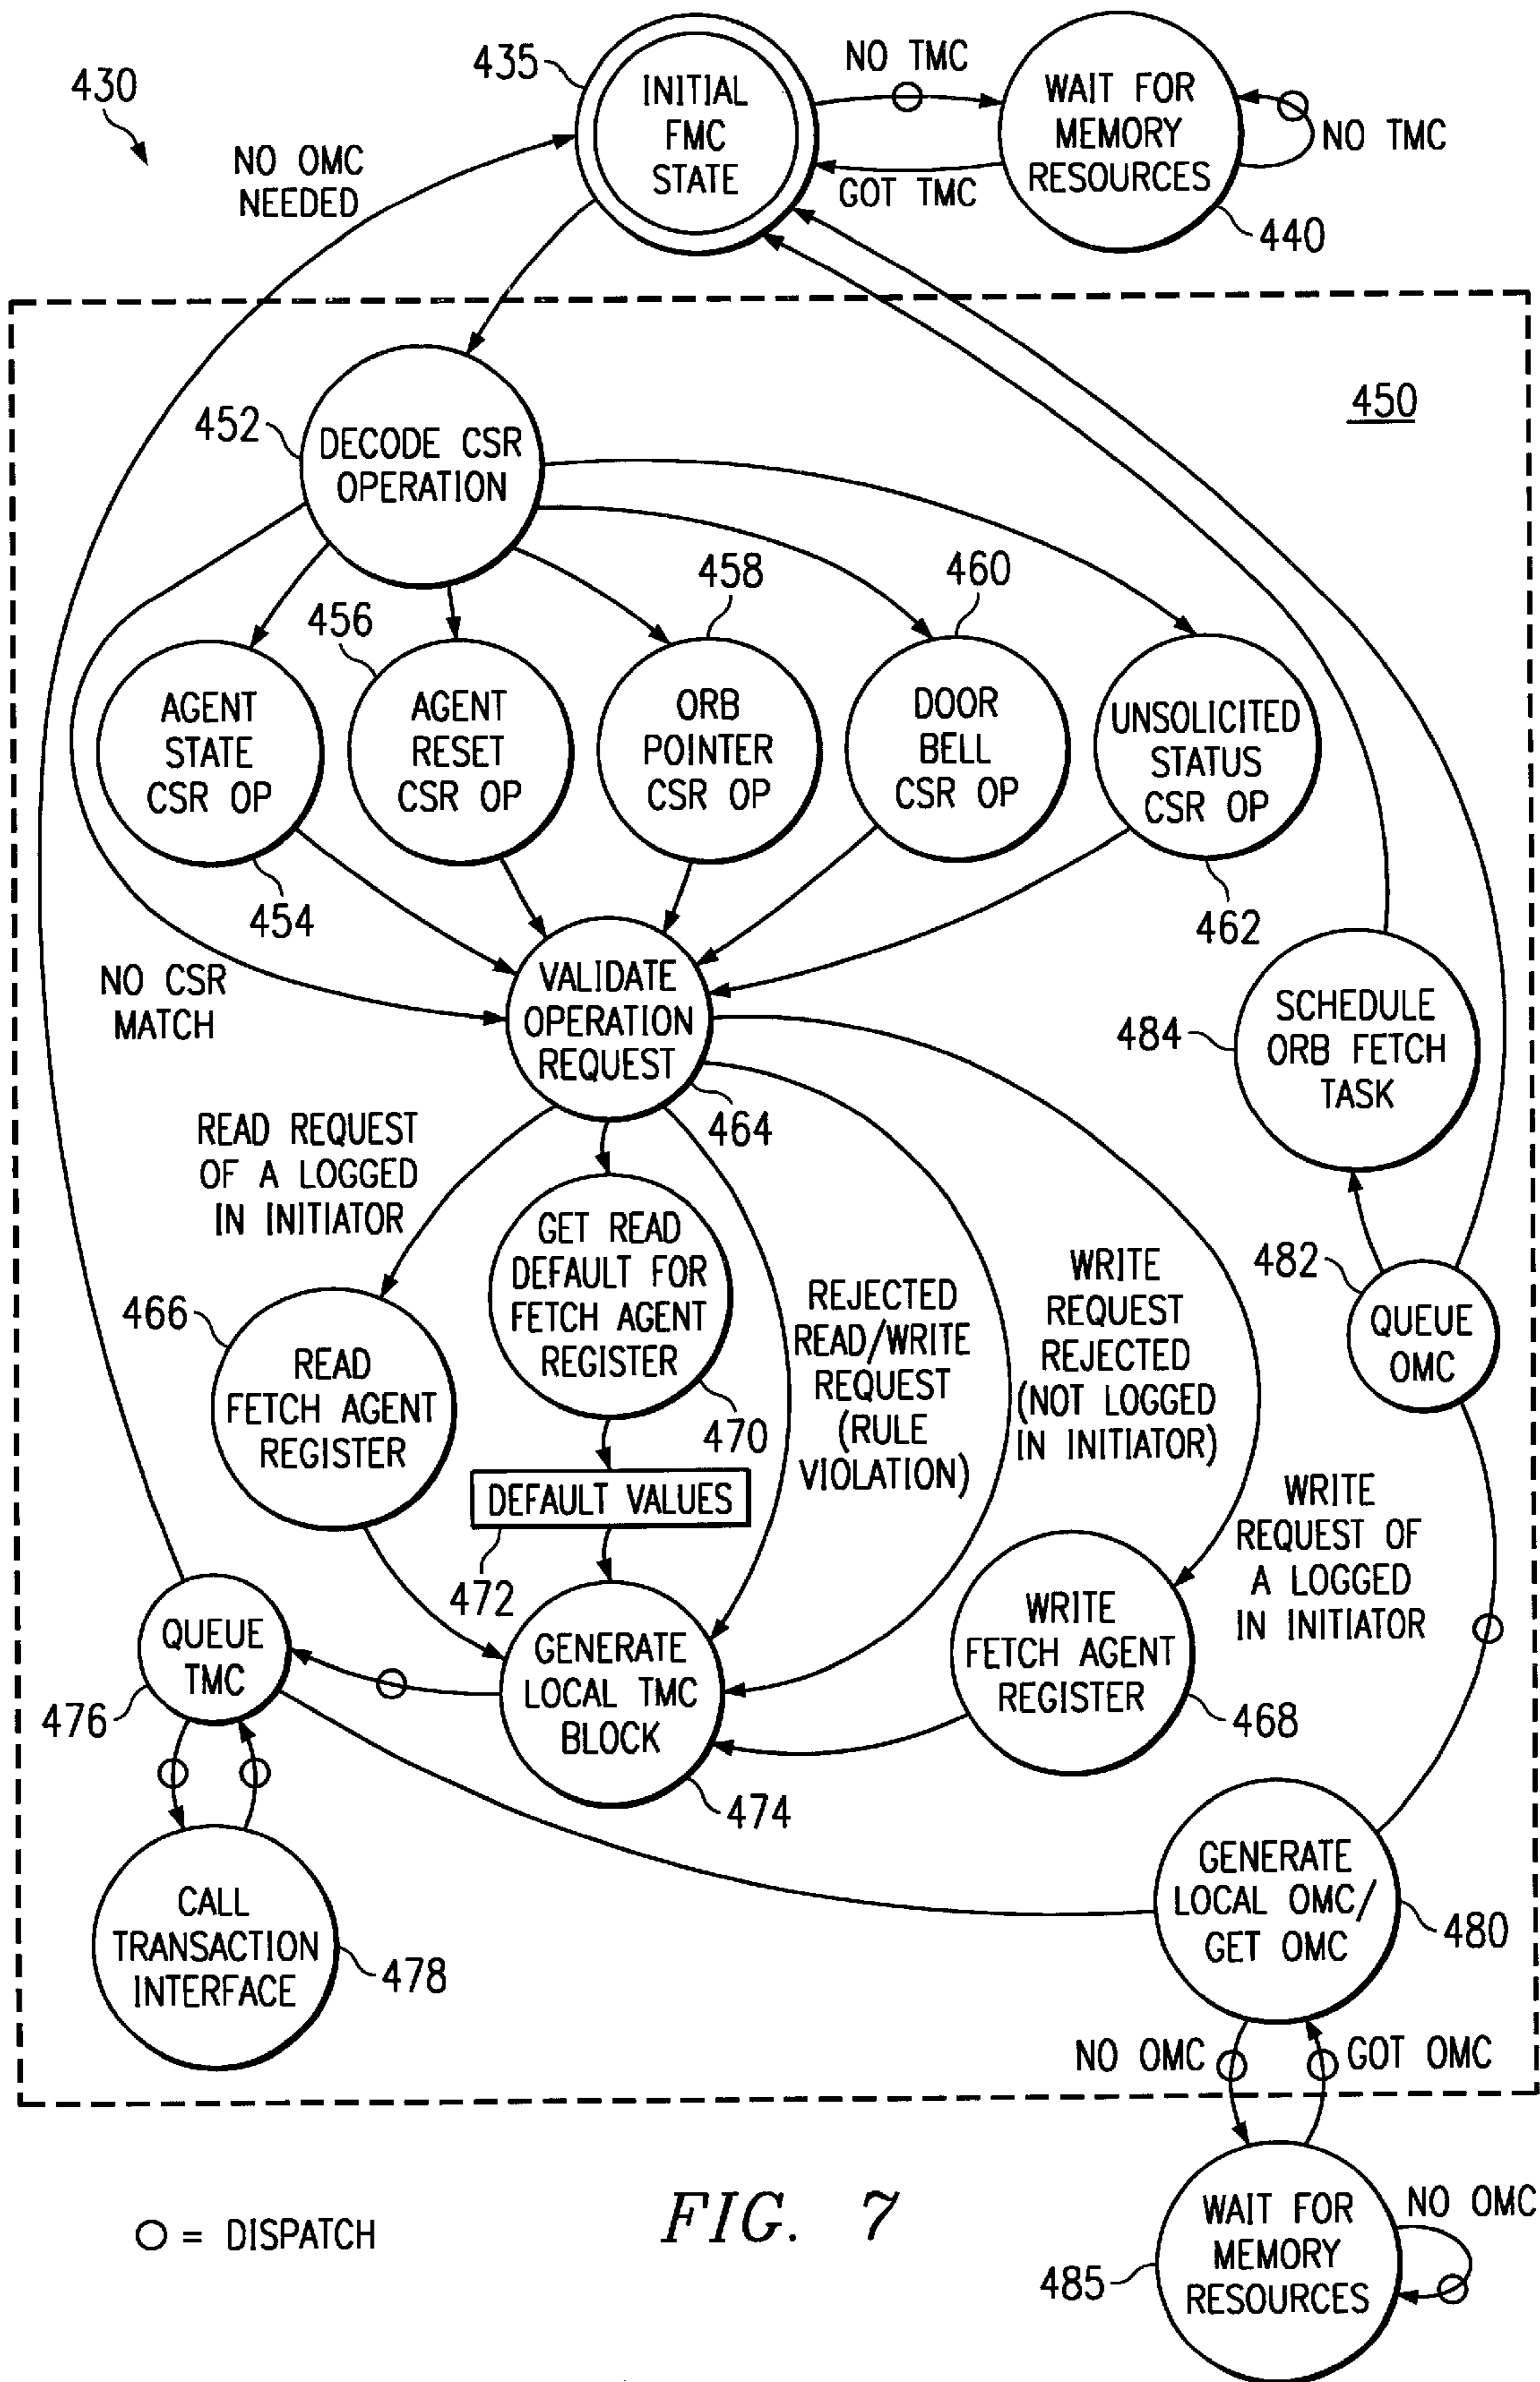 430
435
INITIAL
FMC
STATE
NO TMC
WAIT FOR
MEMORY
RESOURCES
NO TMC
GOT TMC
440
NO OMC
NEEDED
450
452
DECODE CSR
OPERATION
454
AGENT
STATE
CSR OP
456
AGENT
RESET
CSR OP
458
ORB
POINTER
CSR OP
460
DOOR
BELL
CSR OP
UNSOLICITED
STATUS
CSR OP
462
NO CSR
MATCH
VALIDATE
OPERATION
REQUEST
464
484
SCHEDULE
ORB FETCH
TASK
READ REQUEST
OF A LOGGED
IN INITIATOR
466
READ
FETCH AGENT
REGISTER
GET READ
DEFAULT FOR
FETCH AGENT
REGISTER
470
DEFAULT VALUES
472
REJECTED
READ/WRITE
REQUEST
(RULE
VIOLATION)
WRITE
REQUEST
REJECTED
(NOT LOGGED
IN INITIATOR)
482
QUEUE
OMC
WRITE
REQUEST OF
A LOGGED
IN INITIATOR
QUEUE
TMC
476
GENERATE
LOCAL TMC
BLOCK
474
WRITE
FETCH AGENT
REGISTER
468
CALL
TRANSACTION
INTERFACE
478
GENERATE
LOCAL OMC/
GET OMC
480
NO OMC
GOT OMC
WAIT FOR
MEMORY
RESOURCES
485
NO OMC
= DISPATCH
FIG. 7